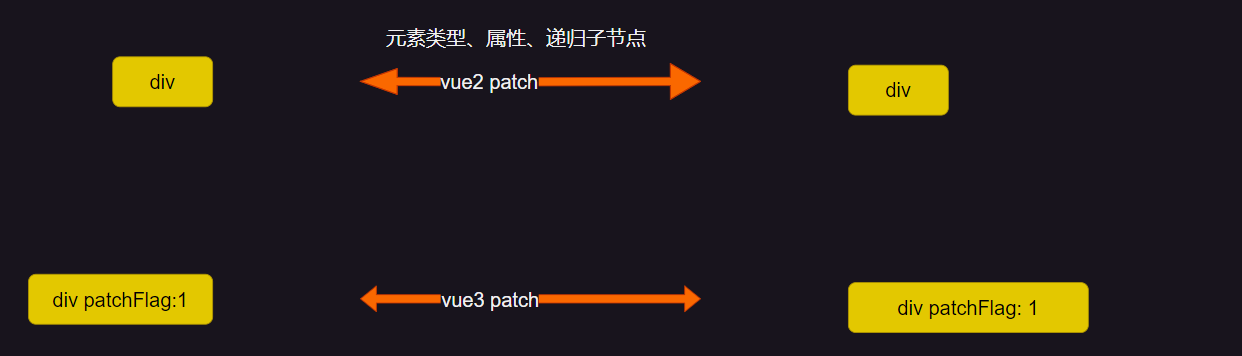 元素类型、属性、递归子节点
div
vue2 patch
div
div patchFlag:1
vue3 patch
div patchFlag: 1